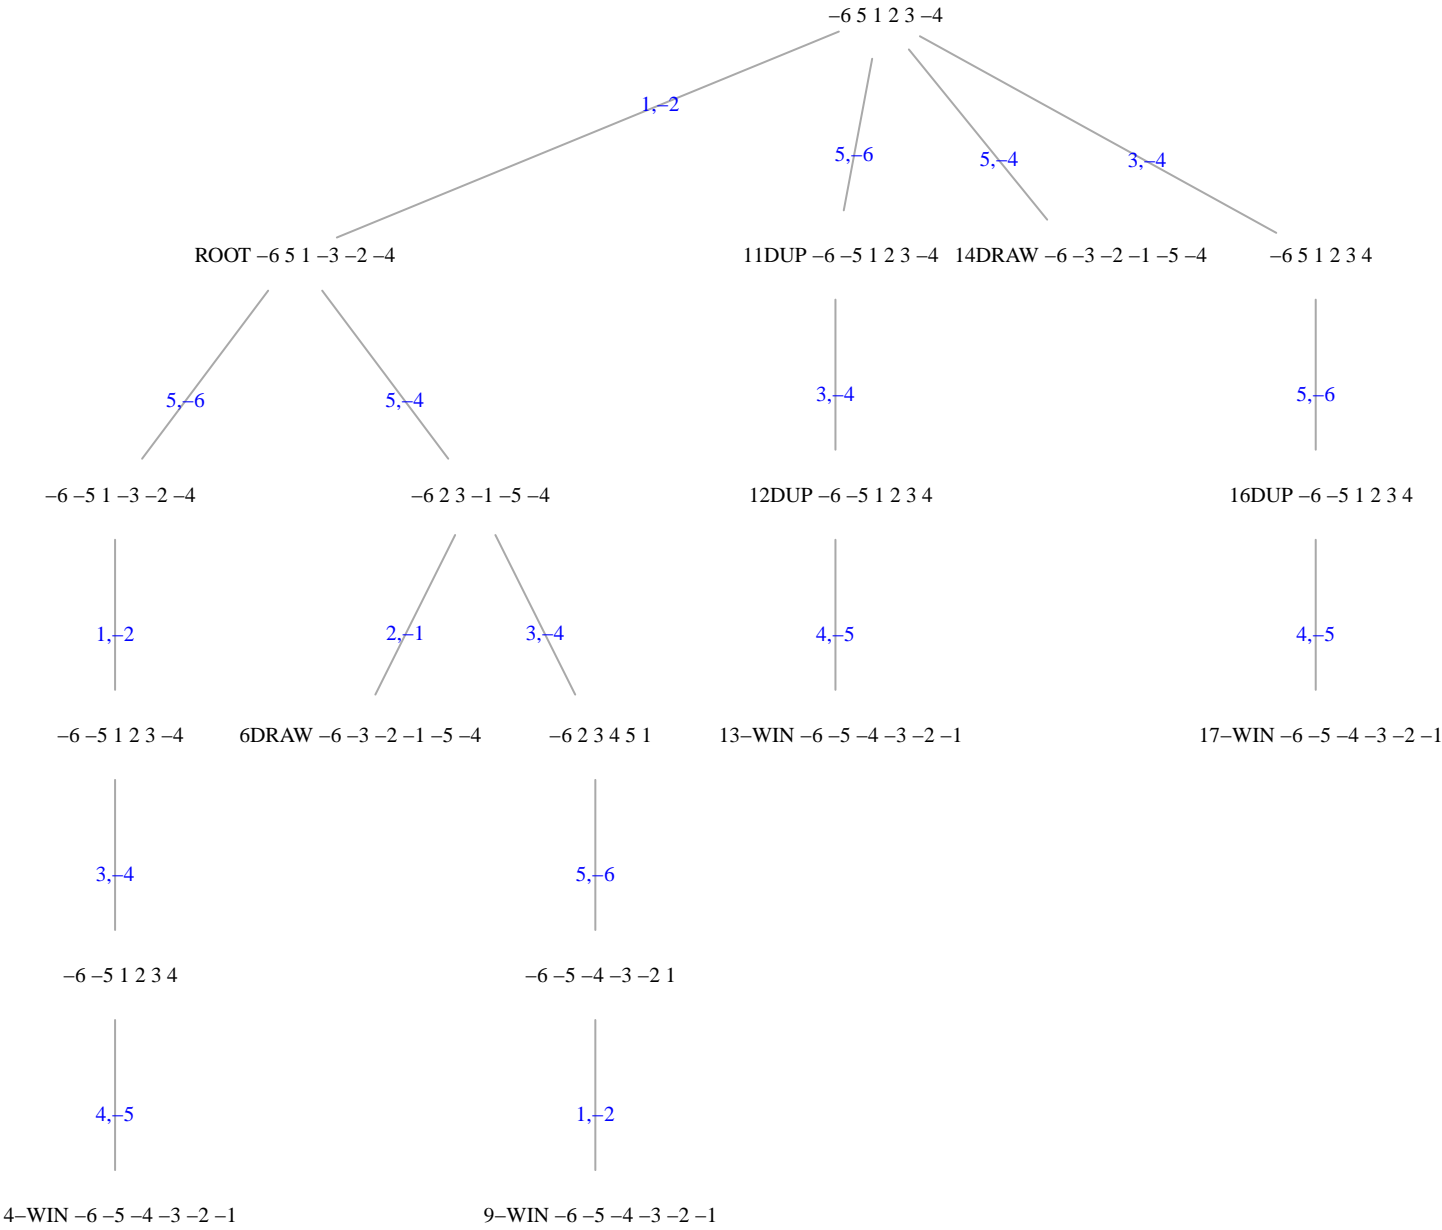 –6 5 1 2 3 –4
1,–2
5,–6
5,–4
3,–4
ROOT –6 5 1 –3 –2 –4
11DUP –6 –5 1 2 3 –4
14DRAW –6 –3 –2 –1 –5 –4
–6 5 1 2 3 4
5,–6
5,–4
3,–4
5,–6
–6 –5 1 –3 –2 –4
–6 2 3 –1 –5 –4
12DUP –6 –5 1 2 3 4
16DUP –6 –5 1 2 3 4
1,–2
2,–1
3,–4
4,–5
4,–5
–6 –5 1 2 3 –4
6DRAW –6 –3 –2 –1 –5 –4
–6 2 3 4 5 1
13–WIN –6 –5 –4 –3 –2 –1
17–WIN –6 –5 –4 –3 –2 –1
3,–4
5,–6
–6 –5 1 2 3 4
–6 –5 –4 –3 –2 1
4,–5
1,–2
4–WIN –6 –5 –4 –3 –2 –1
9–WIN –6 –5 –4 –3 –2 –1